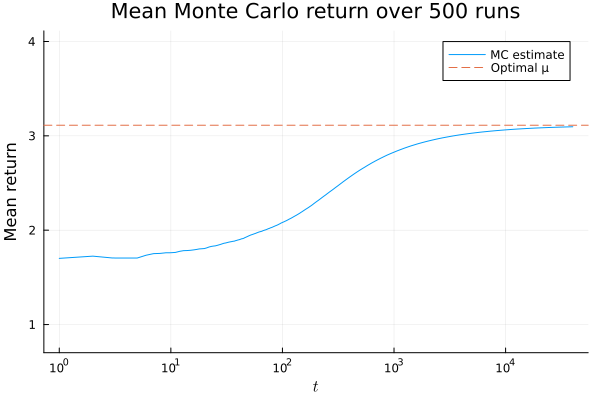 Mean Monte Carlo return over 500 runs
MC estimate
Optimal μ
Mean return
4
3
2
1
10⁰
10¹
10²
10³
10⁴
t